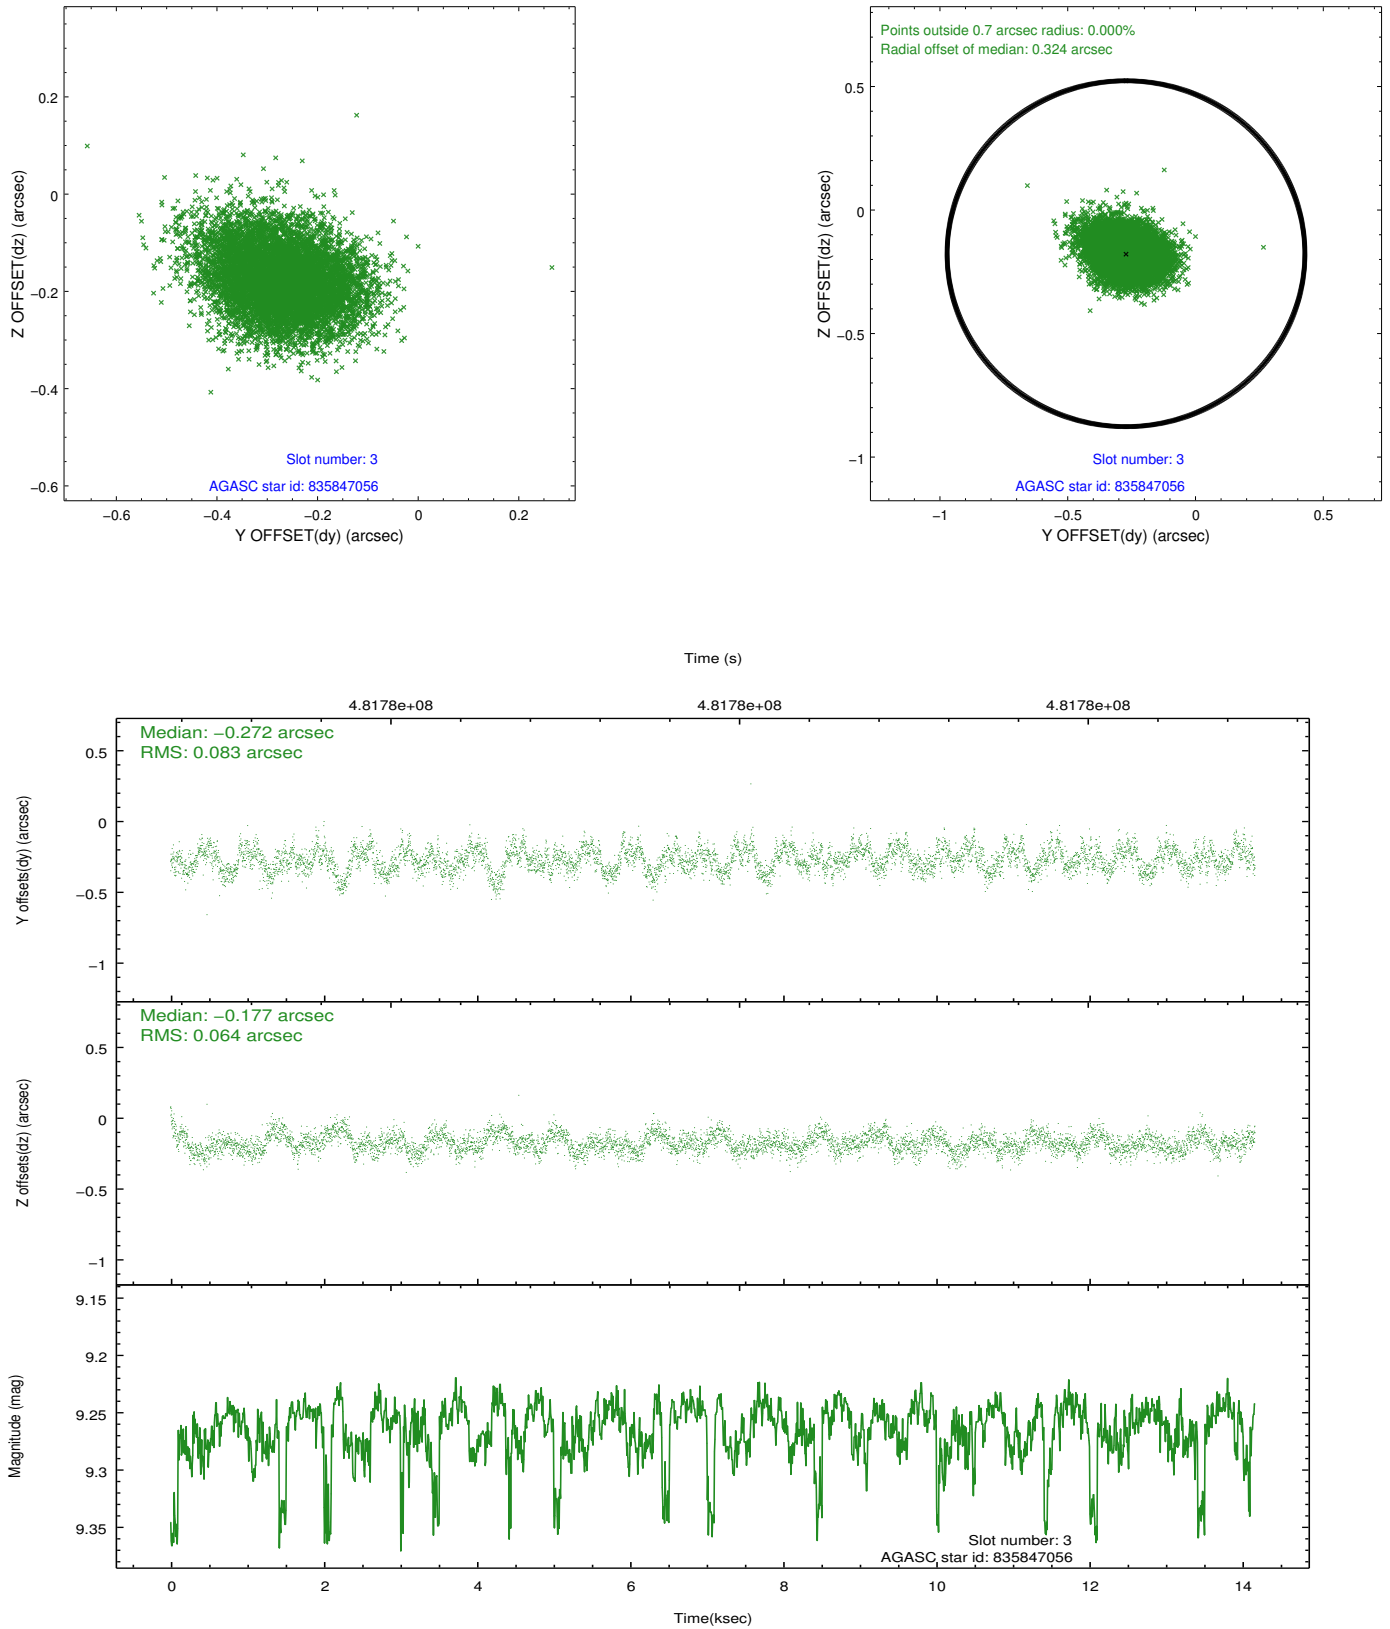 0.2
0
−0.2
−0.4
−0.6
Z OFFSET(dz) (arcsec)
Slot number: 3
AGASC star id: 835847056
−0.6
−0.4
−0.2
0
0.2
Y OFFSET(dy) (arcsec)
Points outside 0.7 arcsec radius: 0.000%
Radial offset of median: 0.324 arcsec
0.5
0
−0.5
−1
Z OFFSET(dz) (arcsec)
Slot number: 3
AGASC star id: 835847056
−1
−0.5
0
0.5
Y OFFSET(dy) (arcsec)
Time (s)
4.8178e+08
4.8178e+08
4.8178e+08
Median: −0.272 arcsec
RMS: 0.083 arcsec
0.5
0
−0.5
−1
Y offsets(dy) (arcsec)
Median: −0.177 arcsec
RMS: 0.064 arcsec
0.5
0
−0.5
−1
Z offsets(dz) (arcsec)
9.15
9.2
9.25
9.3
9.35
Magnitude (mag)
Slot number: 3
AGASC star id: 835847056
0
2
4
6
8
10
12
14
Time(ksec)